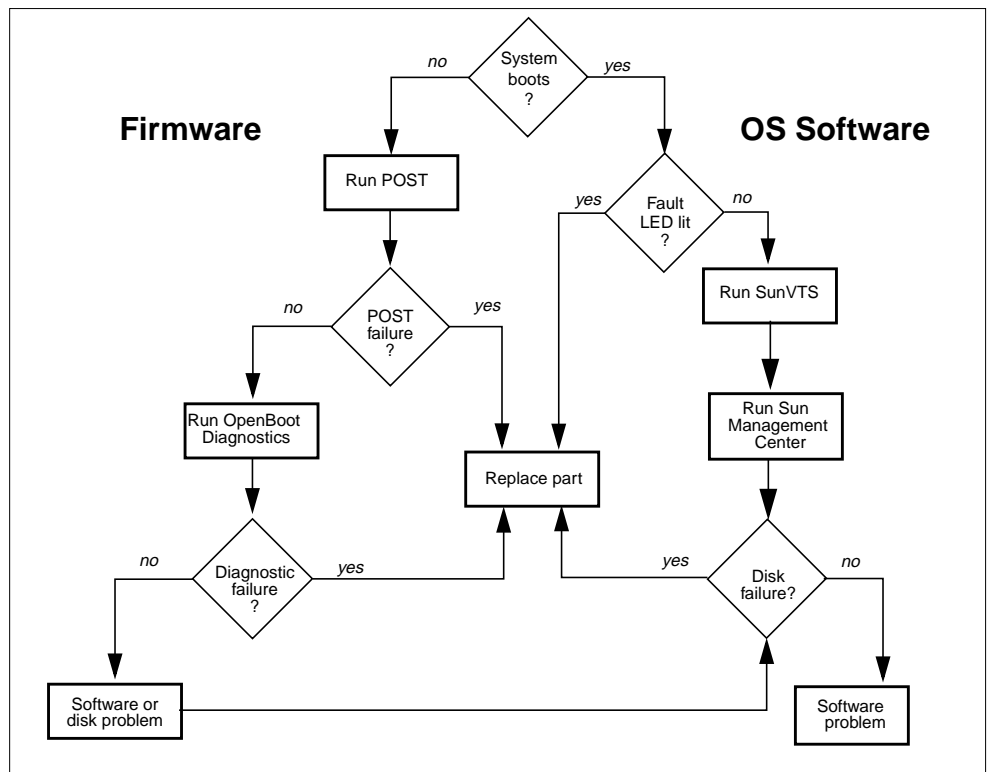 System
boots
?
no
yes
Firmware
OS Software
Run POST
Fault
LED lit
?
yes
no
POST
failure?
?
no
yes
Run SunVTS
Run OpenBoot
Diagnostics
Run Sun
Management
Center
Replace part
Diagnostic
failure
?
no
yes
Disk
failure?
yes
no
Software or
disk problem
Software
problem